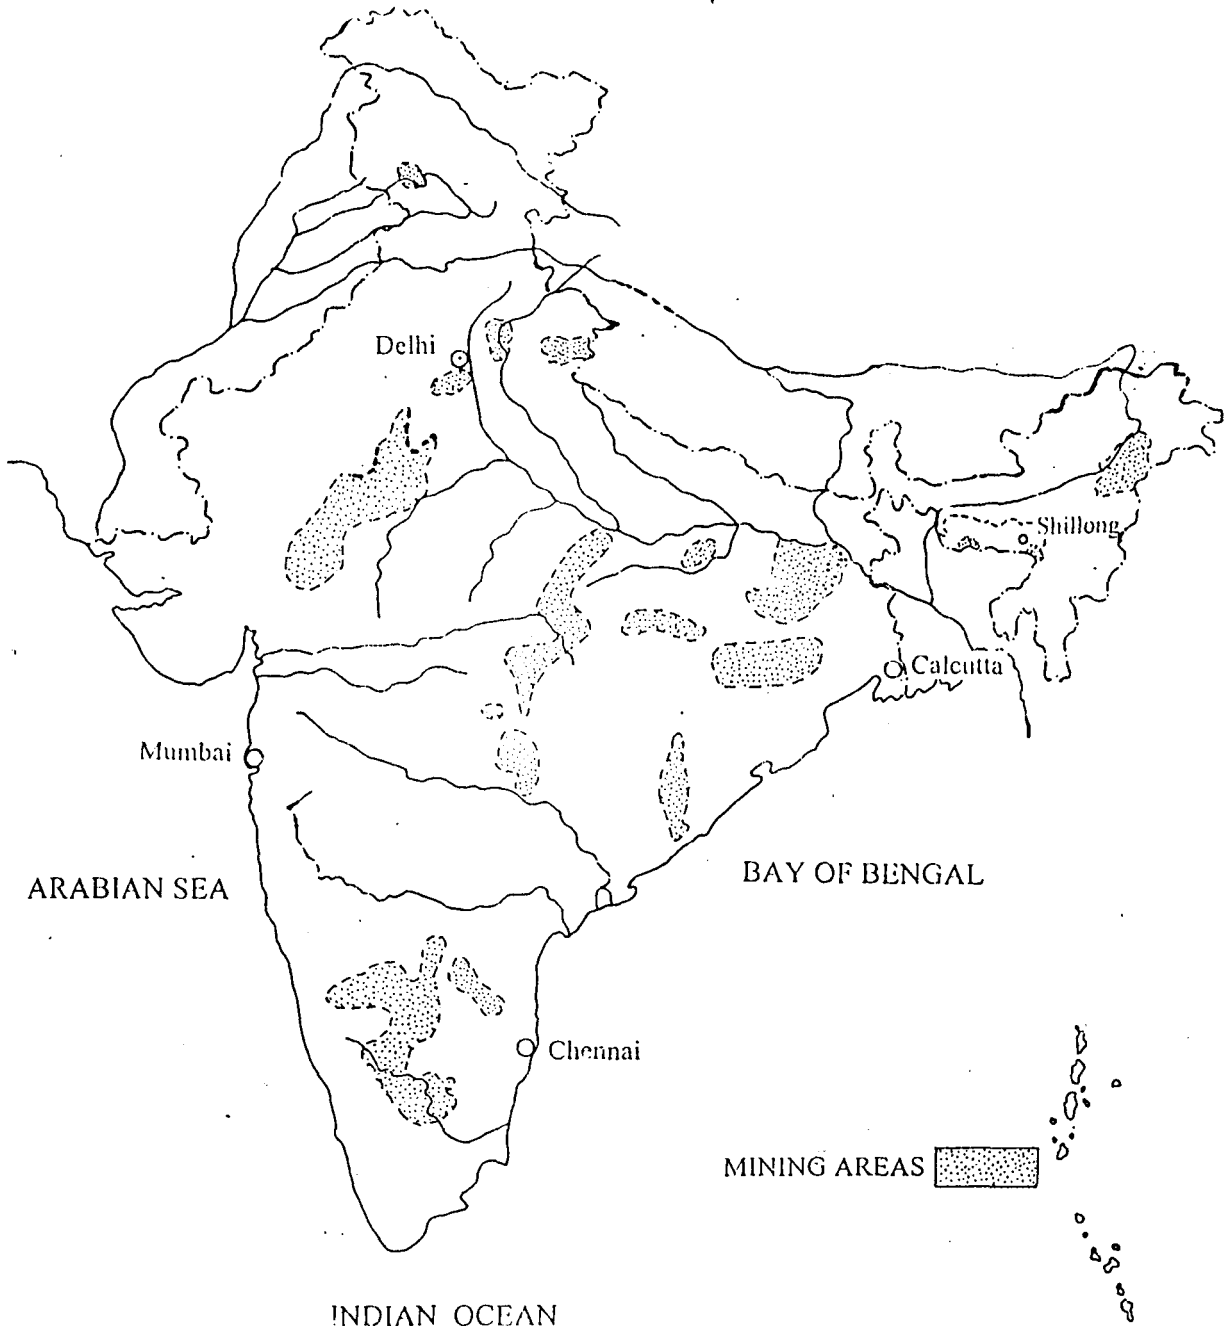 Delhi
Shillong
Calcutta
Mumbai
ARABIAN SEA
BAY OF BENGAL
Chennai
MINING AREAS
INDIAN OCEAN